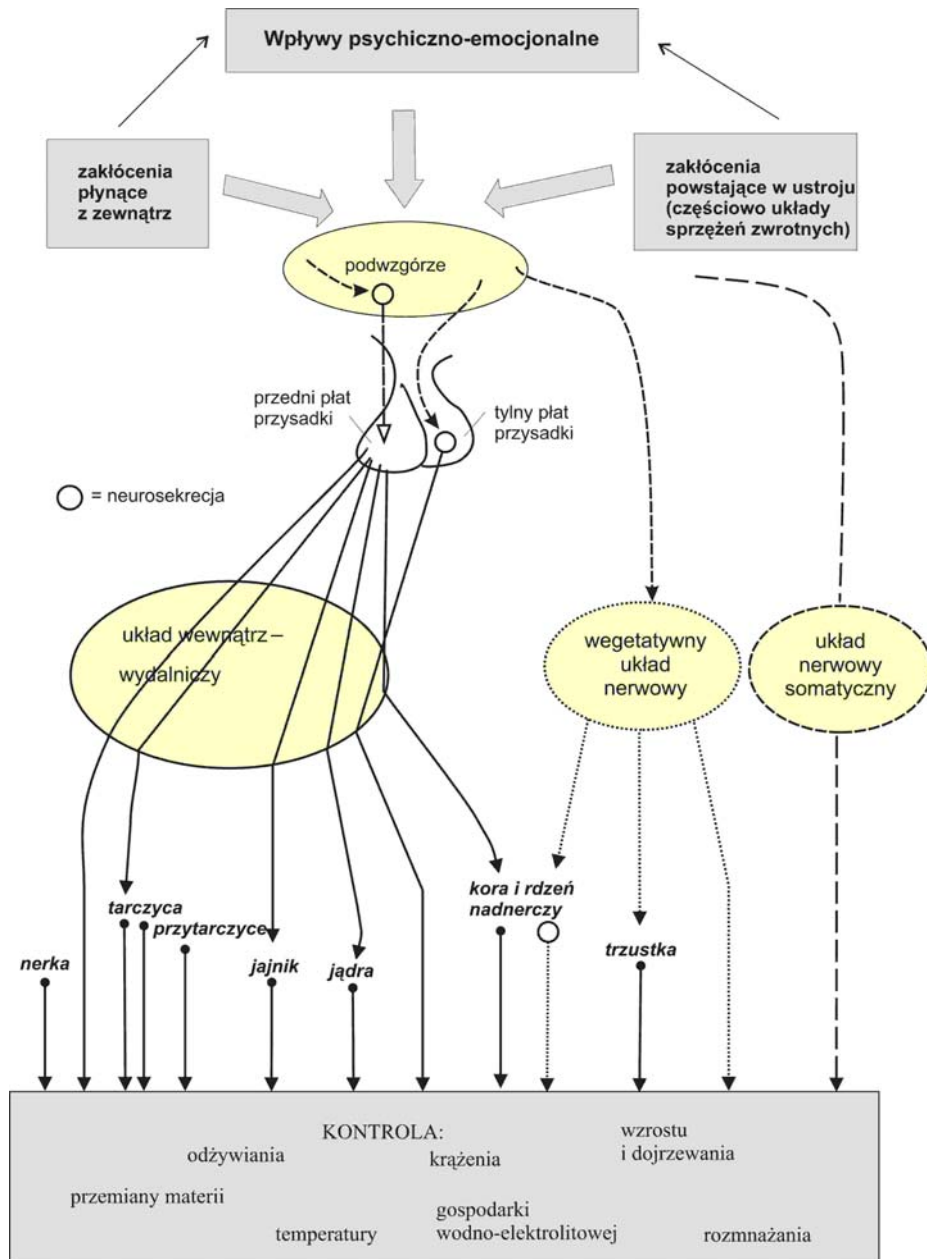 Wpływy psychiczno-emocjonalne
zakłócenia
płynące
z zewnątrz
zakłócenia
powstające w ustroju
(częściowo układy
sprzężeń zwrotnych)
podwzgórze
przedni płat
przysadki
tylny płat
przysadki
= neurosekrecja
układ wewnątrz –
wydalniczy
wegetatywny
układ
nerwowy
układ
nerwowy
somatyczny
kora i rdzeń
nadnerczy
tarczyca
przytarczyce
nerka
jajnik
jądra
trzustka
KONTROLA:
wzrostu
i dojrzewania
odżywiania
krążenia
przemiany materii
gospodarki
wodno-elektrolitowej
temperatury
rozmnażania